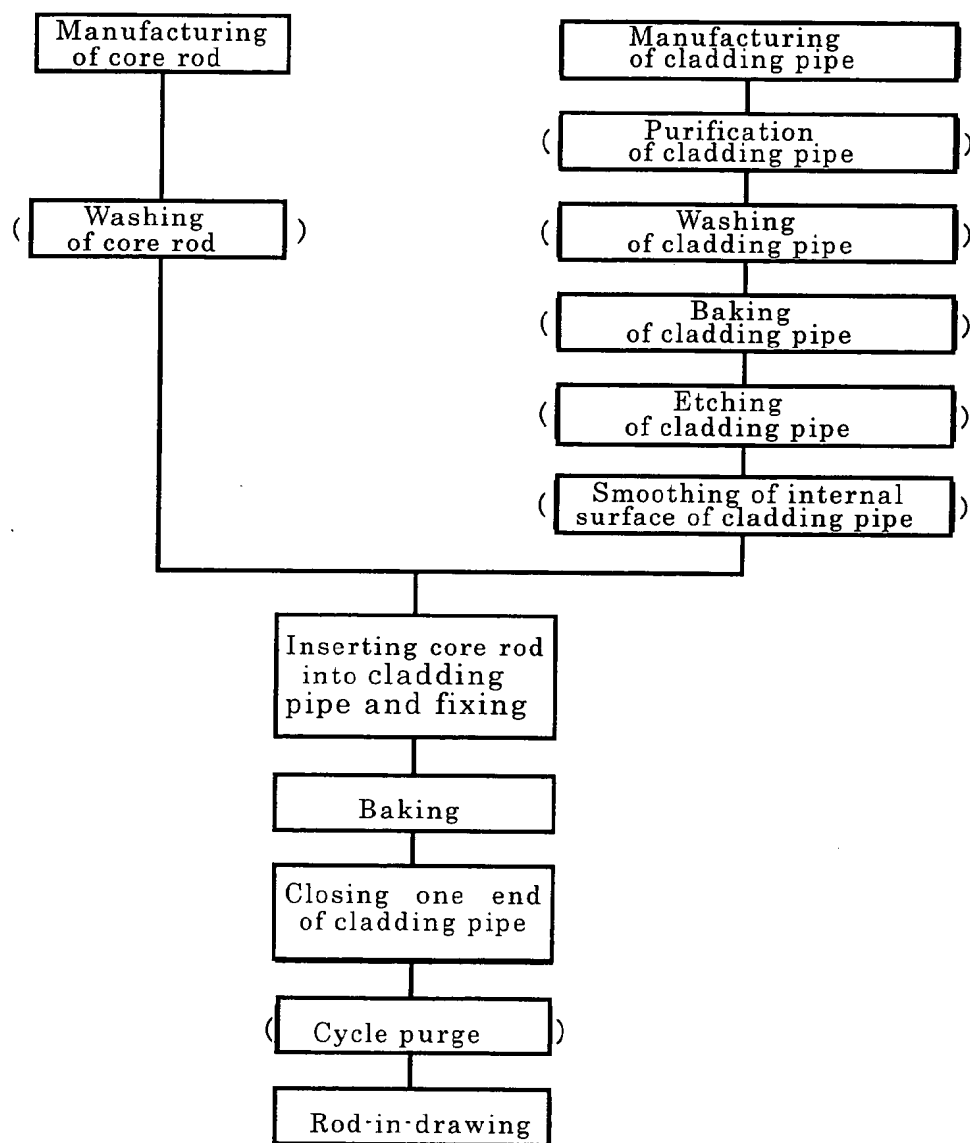 Manufacturing
of core rod
Manufacturing
of cladding pipe
( Purification )
of cladding pipe
( Washing )
of core rod
( Washing )
of cladding pipe
( Baking )
of cladding pipe
( Etching )
of cladding pipe
( Smoothing of internal )
surface of cladding pipe
Inserting core rod
into cladding
pipe and fixing
Baking
Closing one end
of cladding pipe
( Cycle purge )
Rod-in-drawing